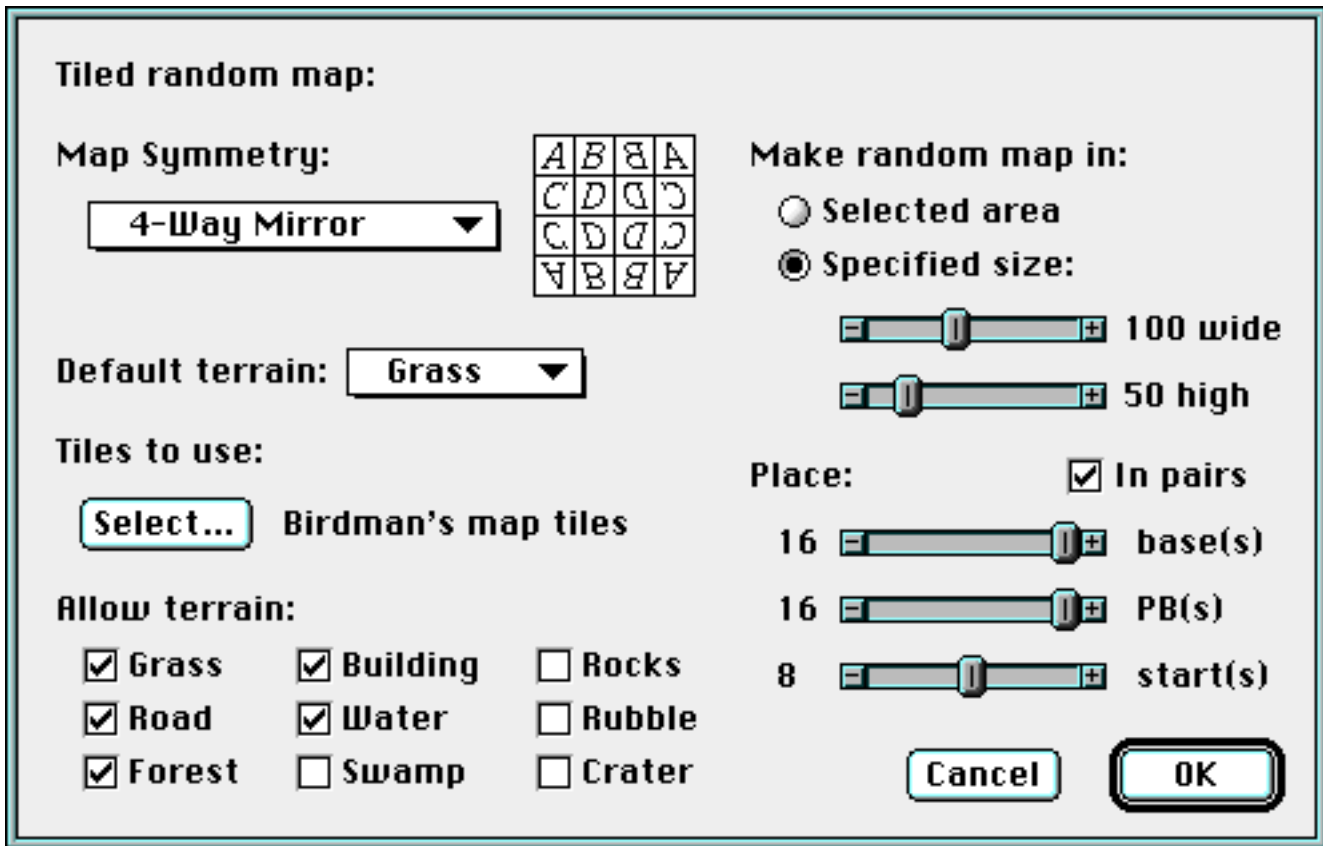 Tiled random map:
Map Symmetry:
4-Way Mirror
A B B A
C D D C
C D D C
A B B A
Default terrain: Grass
Tiles to use:
Select... Birdman's map tiles
Allow terrain:
Grass Building Rocks
Road Water Rubble
Forest Swamp Crater
Make random map in:
Selected area
Specified size:
100 wide
50 high
Place: In pairs
16 base(s)
16 PB(s)
8 start(s)
Cancel OK